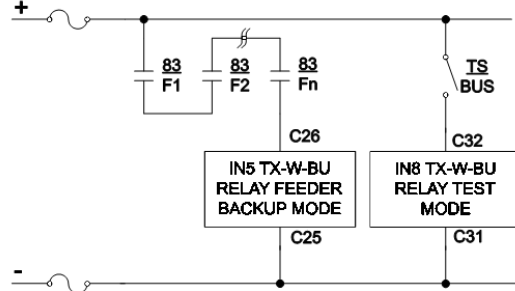 +
83
F1
83
F2
83
Fn
TS
BUS
C26
C32
IN5 TX-W-BU
RELAY FEEDER
BACKUP MODE
IN8 TX-W-BU
RELAY TEST
MODE
C25
C31
-